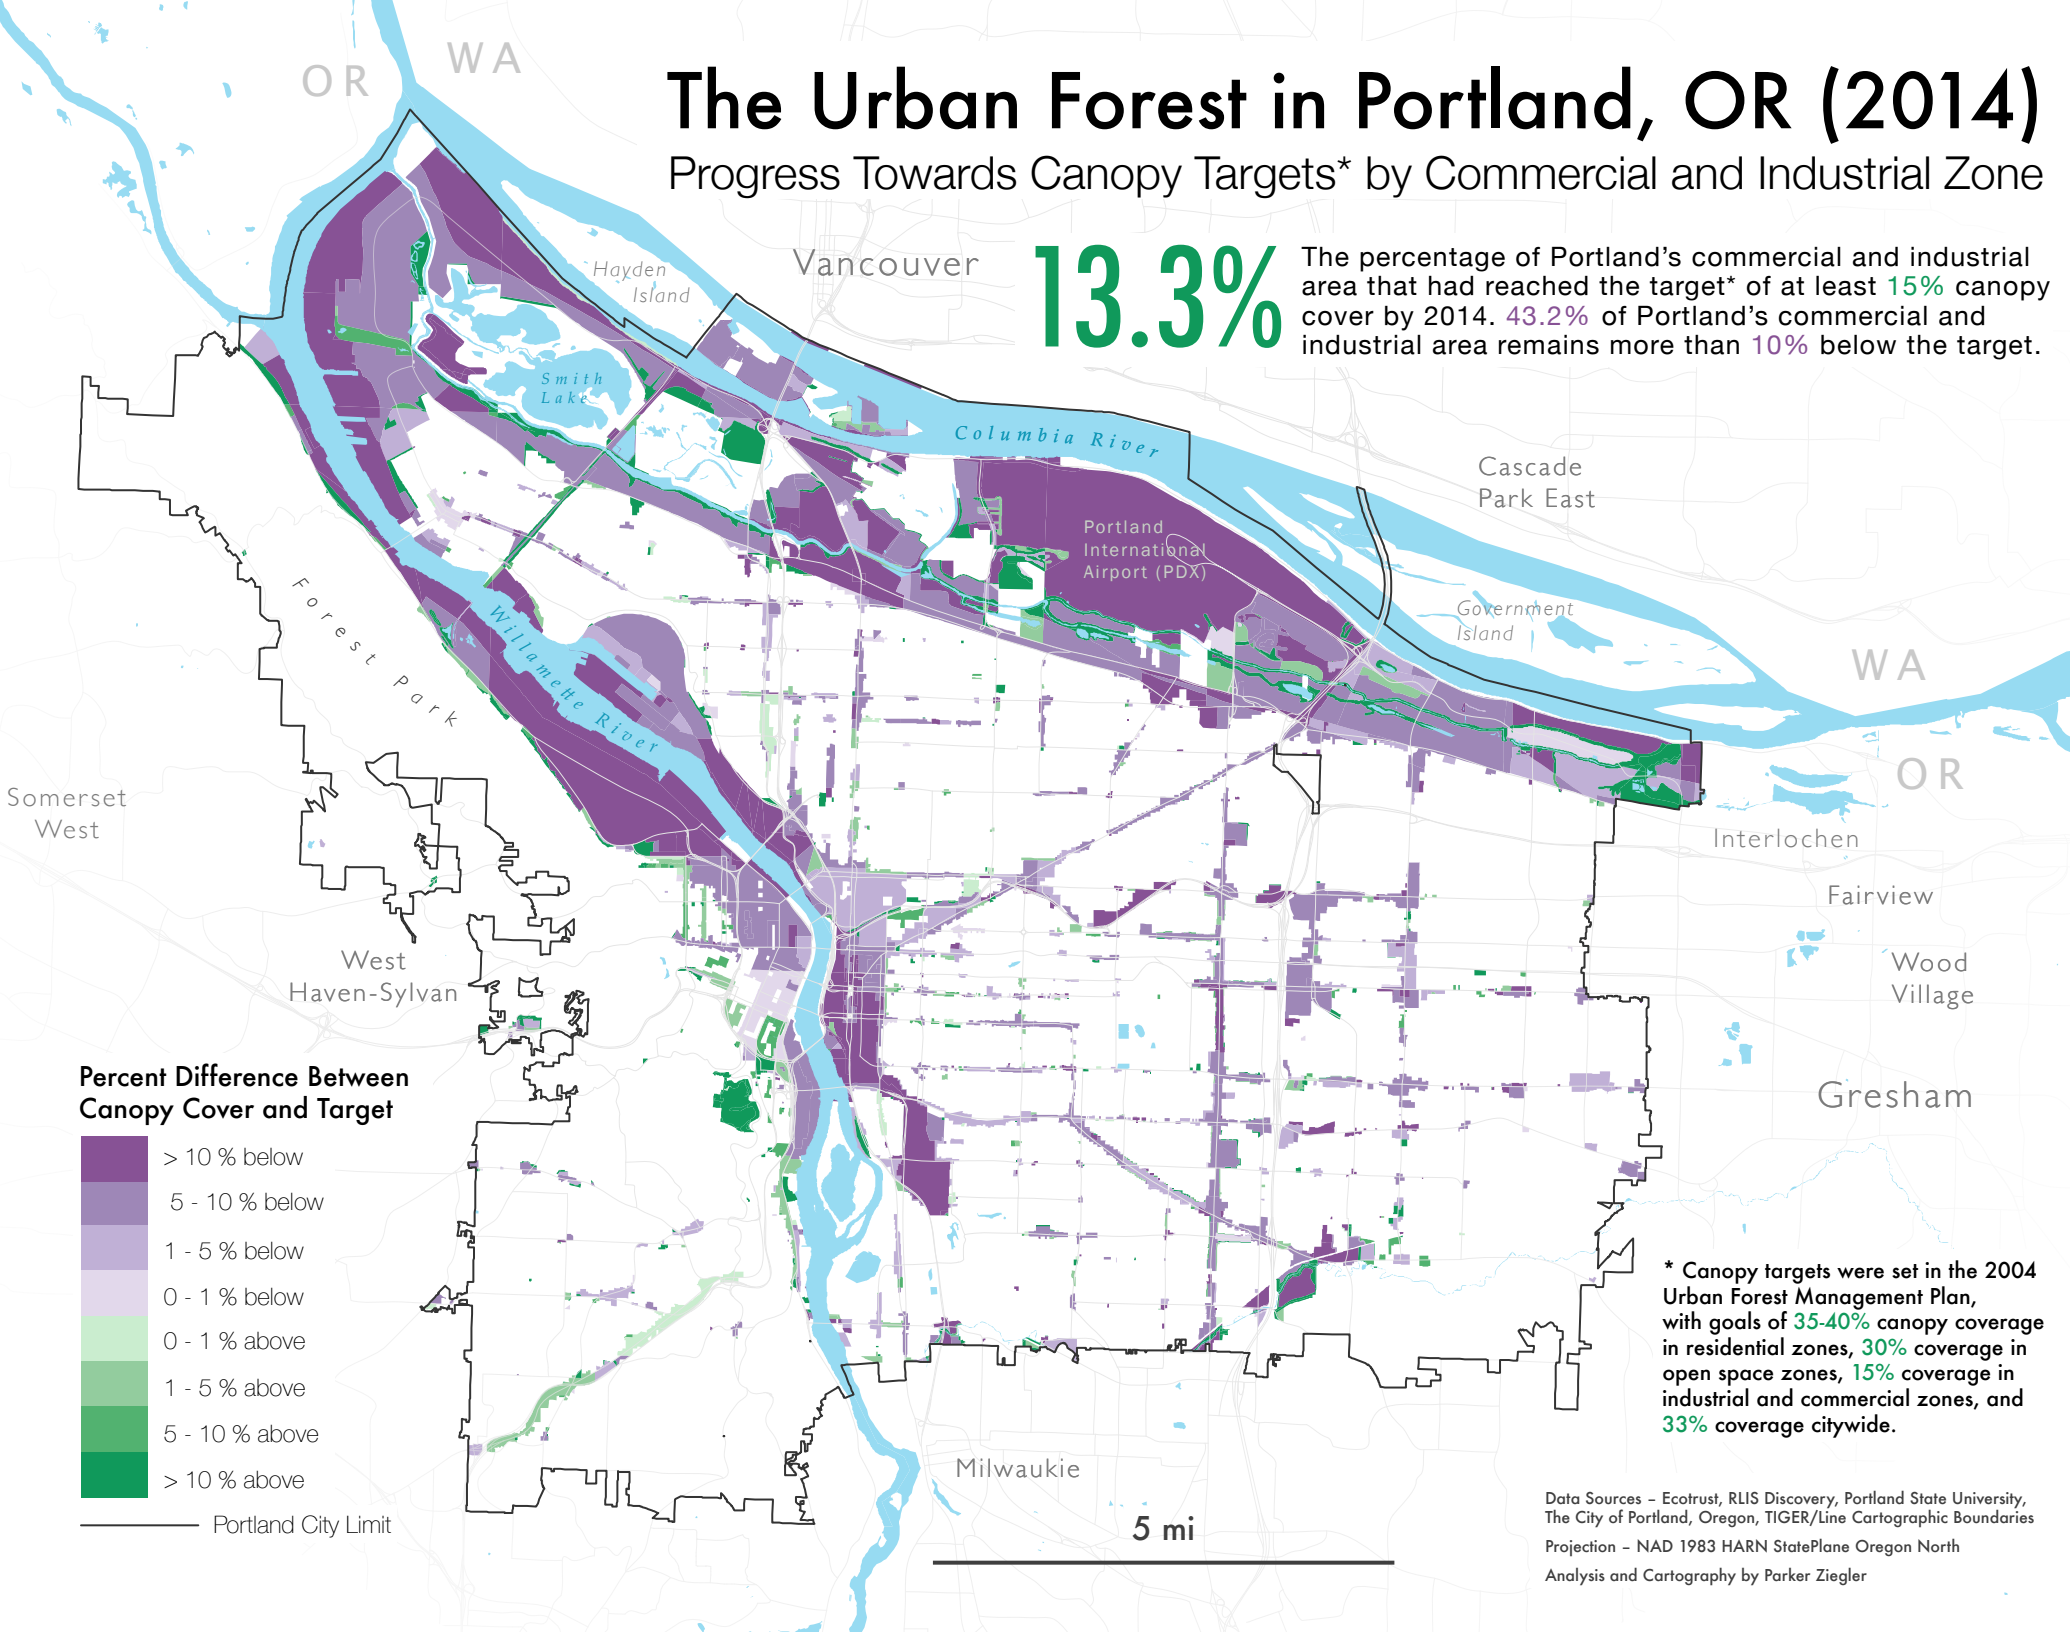 OR
WA
The Urban Forest in Portland, OR (2014)
Progress Towards Canopy Targets* by Commercial and Industrial Zone
13.3%
The percentage of Portland's commercial and industrial
area that had reached the target* of at least 15% canopy
cover by 2014. 43.2% of Portland's commercial and
industrial area remains more than 10% below the target.
Vancouver
Hayden
Island
Smith
Lake
Columbia River
Cascade
Park East
Portland
International
Airport (PDX)
Government
Island
Forest Park
Willamette River
WA
OR
Somerset
West
Interlochen
Fairview
West
Haven-Sylvan
Wood
Village
Gresham
Percent Difference Between
Canopy Cover and Target
> 10 % below
5 - 10 % below
1 - 5 % below
0 - 1 % below
0 - 1 % above
1 - 5 % above
5 - 10 % above
> 10 % above
Portland City Limit
* Canopy targets were set in the 2004
Urban Forest Management Plan,
with goals of 35-40% canopy coverage
in residential zones, 30% coverage in
open space zones, 15% coverage in
industrial and commercial zones, and
33% coverage citywide.
Milwaukie
5 mi
Data Sources – Ecotrust, RLIS Discovery, Portland State University,
The City of Portland, Oregon, TIGER/Line Cartographic Boundaries
Projection – NAD 1983 HARN StatePlane Oregon North
Analysis and Cartography by Parker Ziegler